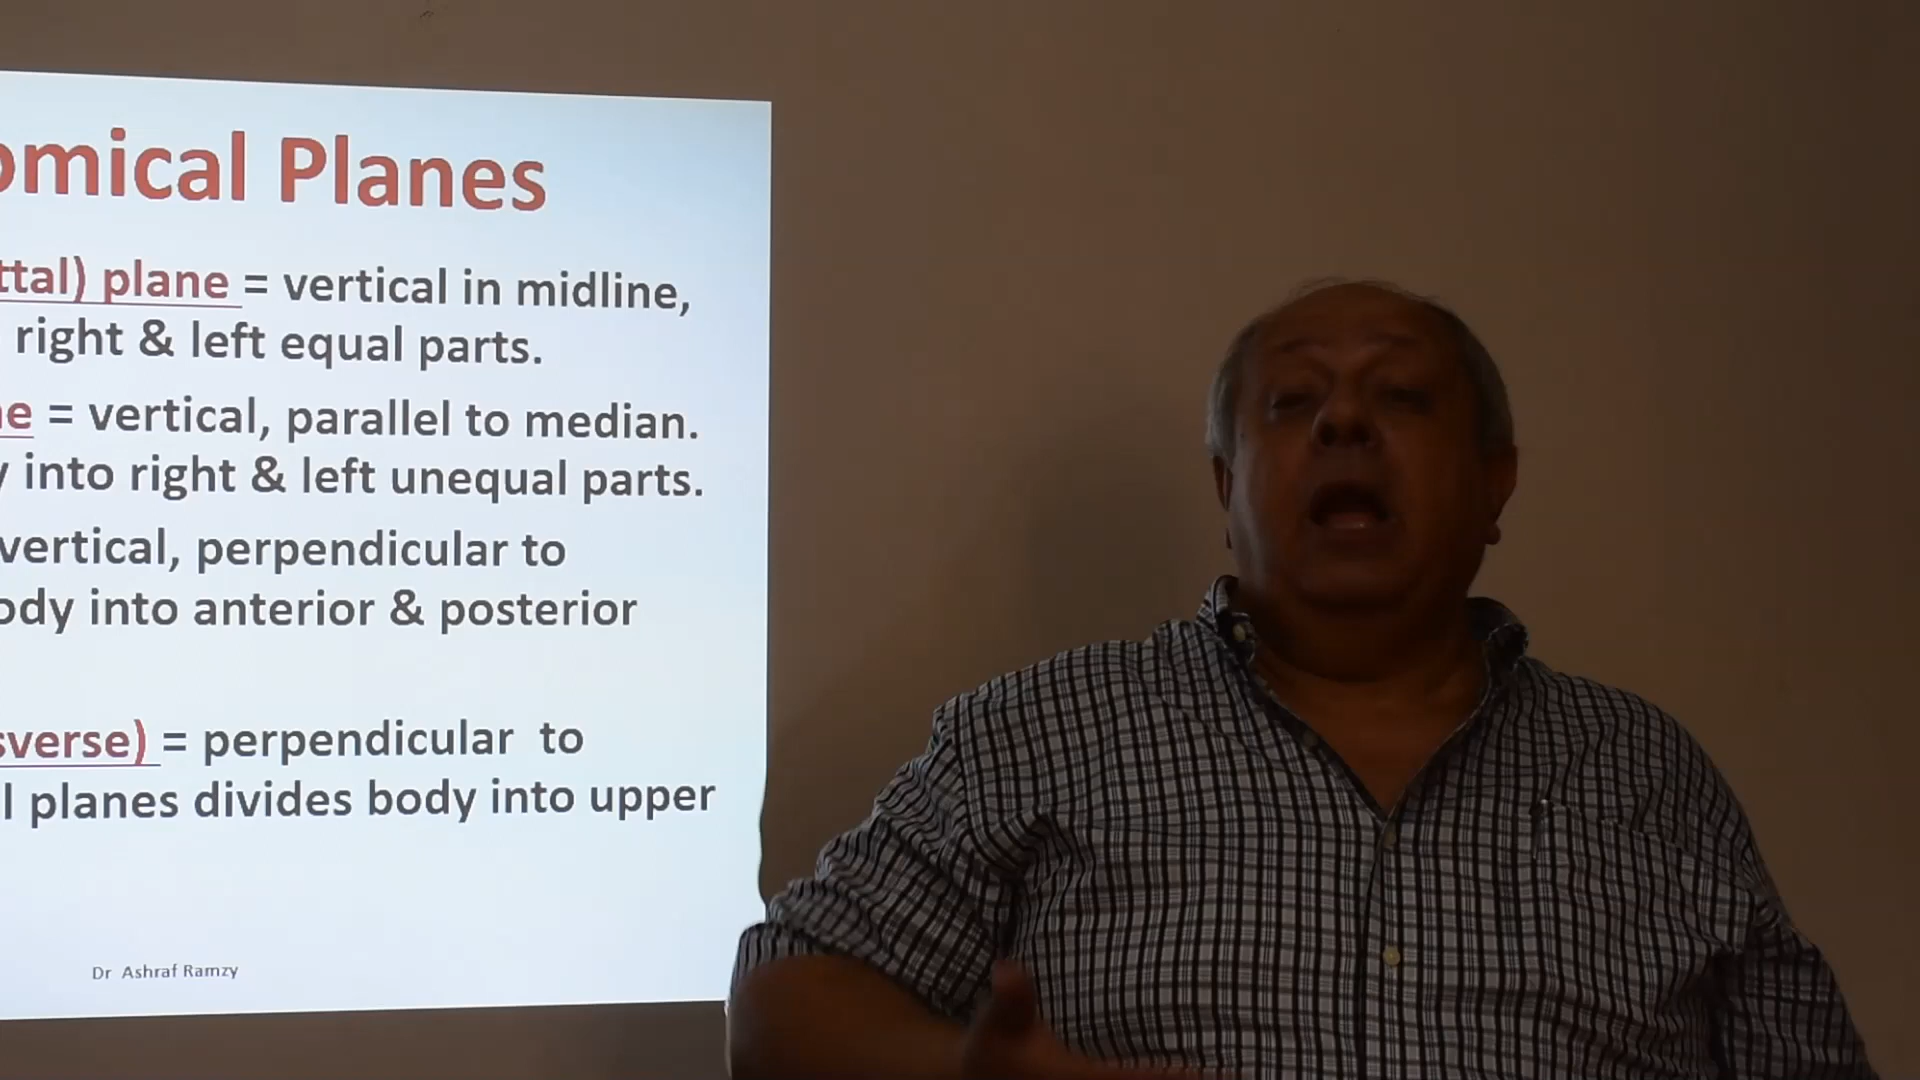 omical Planes
ttal) plane = vertical in midline,
right & left equal parts.
ne = vertical, parallel to median.
y into right & left unequal parts.
vertical, perpendicular to
ody into anterior & posterior
sverse) = perpendicular to
l planes divides body into upper
Dr Ashraf Ramzy